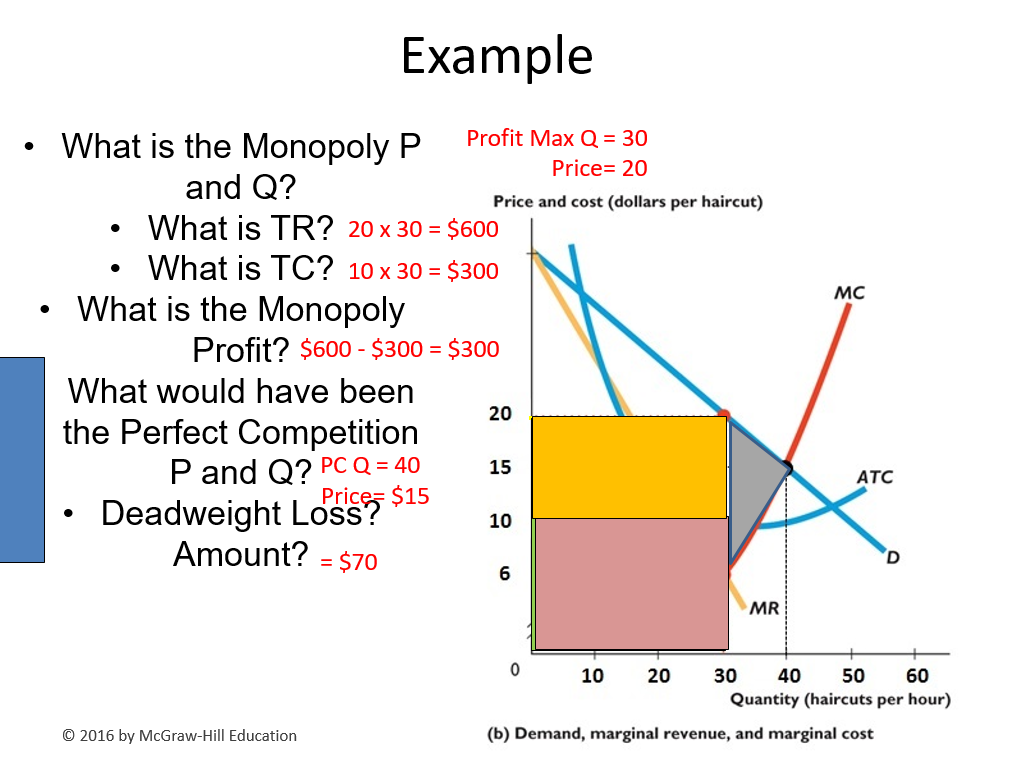 Example
• What is the Monopoly P
and Q?
Profit Max Q = 30
Price= 20
• What is TR? 20 x 30 = $600
• What is TC? 10 x 30 = $300
• What is the Monopoly
Profit? $600 - $300 = $300
What would have been
the Perfect Competition
P and Q? PC Q = 40
Price= $15
• Deadweight Loss?
Amount? = $70
Price and cost (dollars per haircut)
MC
20
15
ATC
10
D
6
MR
0
10 20 30 40 50 60
Quantity (haircuts per hour)
(b) Demand, marginal revenue, and marginal cost
© 2016 by McGraw-Hill Education